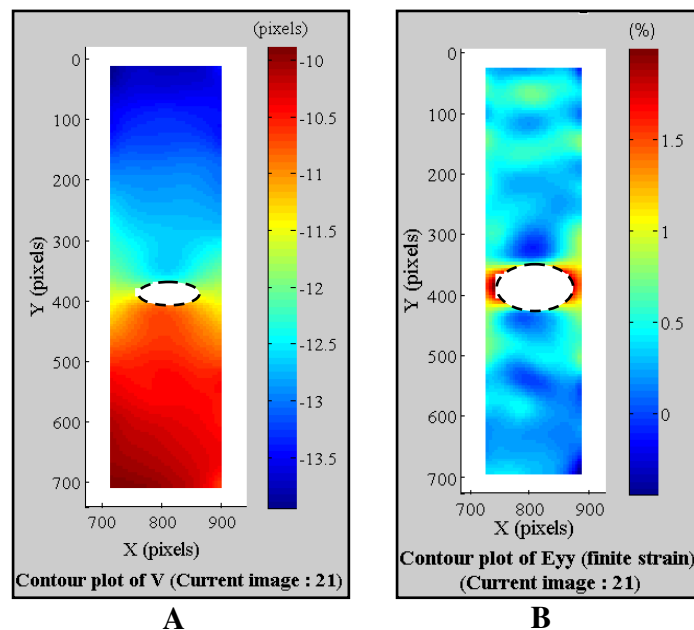 (pixels)
0
100
200
300
400
500
600
700
Y (pixels)
700 800 900
X (pixels)
-10
-10.5
-11
-11.5
-12
-12.5
-13
-13.5
Contour plot of V (Current image : 21)
A
(%)
0
100
200
300
400
500
600
700
Y (pixels)
700 800 900
X (pixels)
1.5
1
0.5
0
Contour plot of Eyy (finite strain)
(Current image : 21)
B